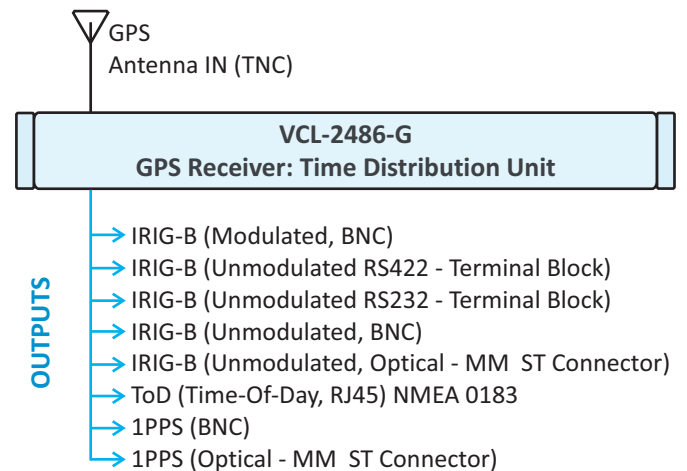 GPS
Antenna IN (TNC)
VCL-2486-G
GPS Receiver: Time Distribution Unit
OUTPUTS
IRIG-B (Modulated, BNC)
IRIG-B (Unmodulated RS422 - Terminal Block)
IRIG-B (Unmodulated RS232 - Terminal Block)
IRIG-B (Unmodulated, BNC)
IRIG-B (Unmodulated, Optical - MM ST Connector)
ToD (Time-Of-Day, RJ45) NMEA 0183
1PPS (BNC)
1PPS (Optical - MM ST Connector)